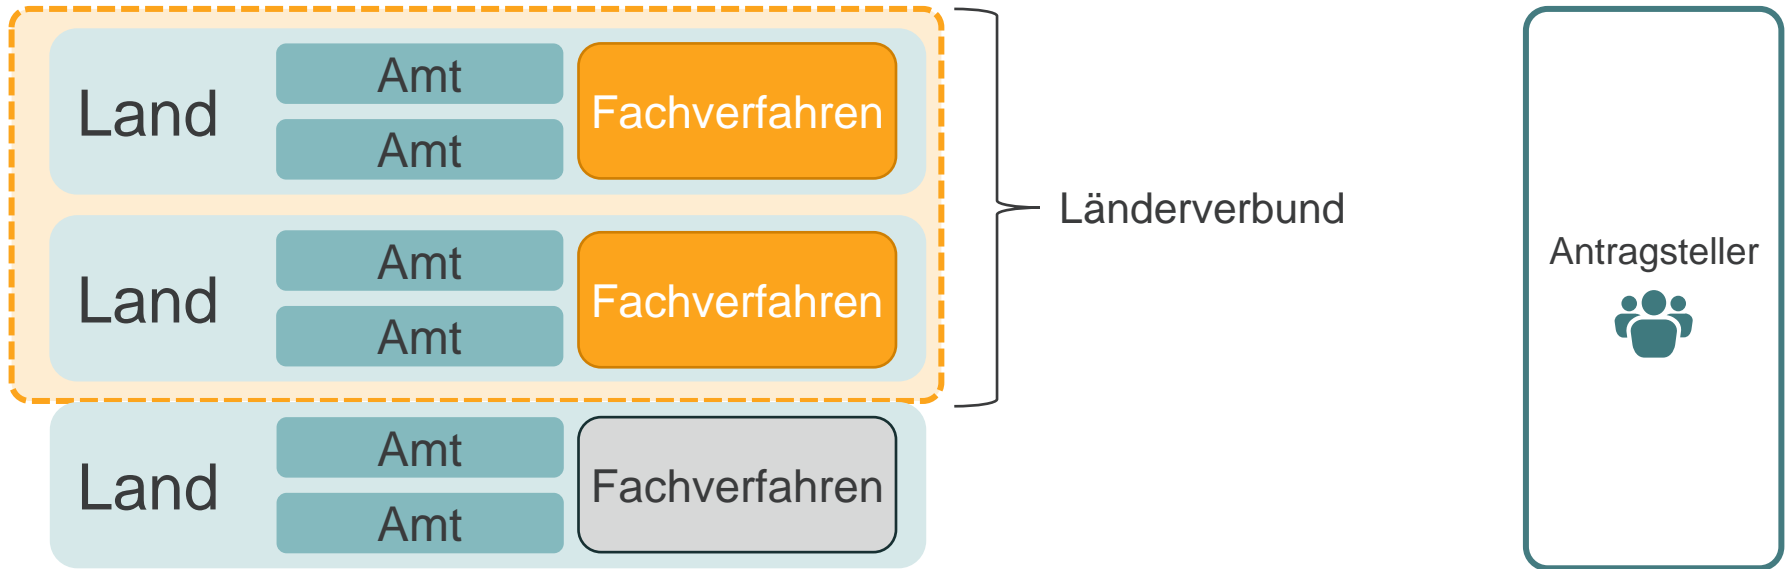 Land
Amt
Amt
Fachverfahren
Land
Amt
Amt
Fachverfahren
Land
Amt
Amt
Fachverfahren
Länderverbund
Antragsteller